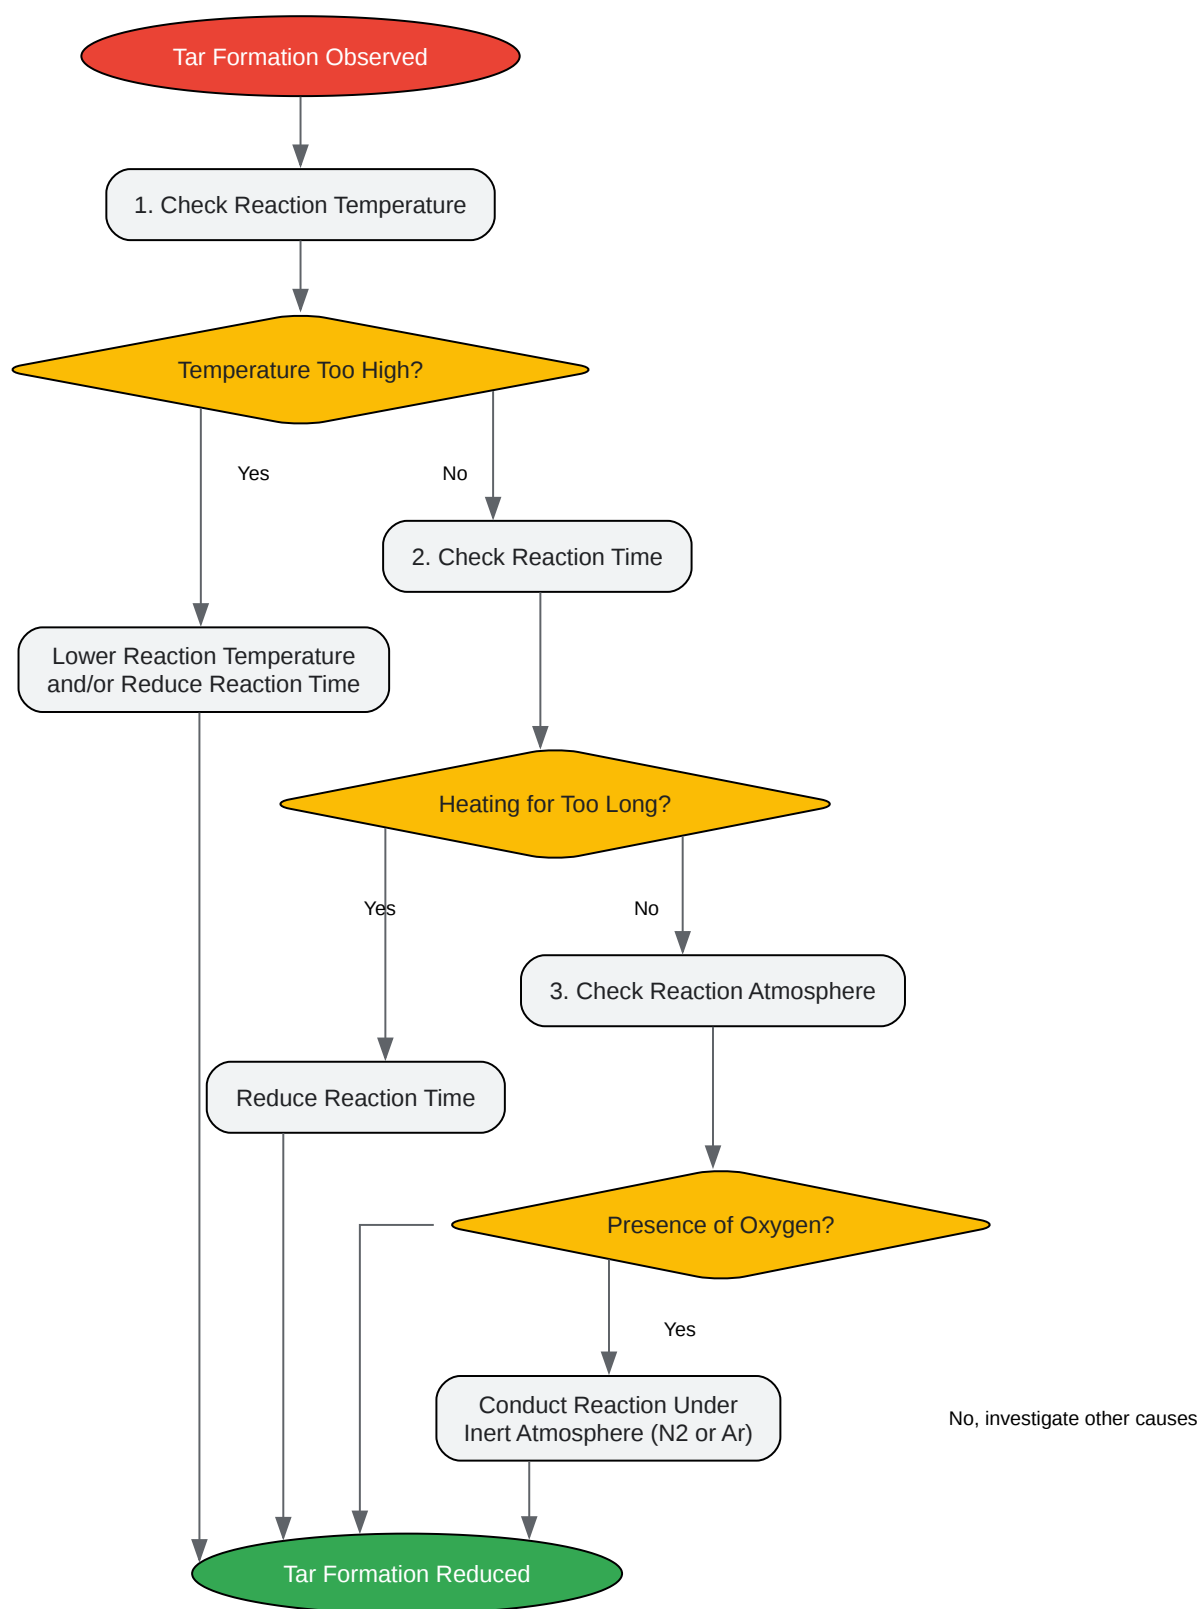 Tar Formation Observed
1. Check Reaction Temperature
Temperature Too High?
Yes
No
2. Check Reaction Time
Lower Reaction Temperature
and/or Reduce Reaction Time
Heating for Too Long?
Yes
No
3. Check Reaction Atmosphere
Reduce Reaction Time
Presence of Oxygen?
Yes
Conduct Reaction Under
Inert Atmosphere (N2 or Ar)
No, investigate other causes
Tar Formation Reduced